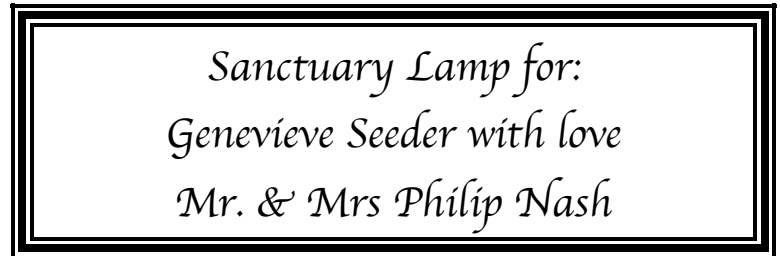 Sanctuary Lamp for:
Genevieve Seeder with love
Mr. & Mrs Philip Nash